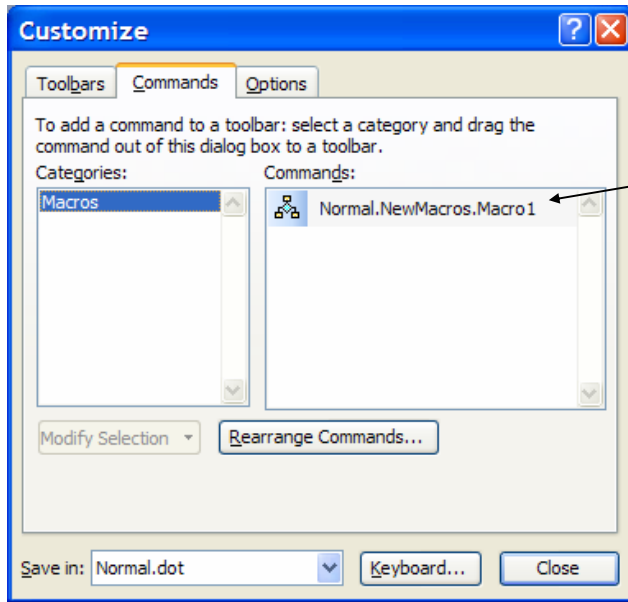 Customize
Toolbars Commands Options
To add a command to a toolbar: select a category and drag the
command out of this dialog box to a toolbar.
Categories: Commands:
Macros Normal.NewMacros.Macro1
Modify Selection Rearrange Commands...
Save in: Normal.dot Keyboard... Close